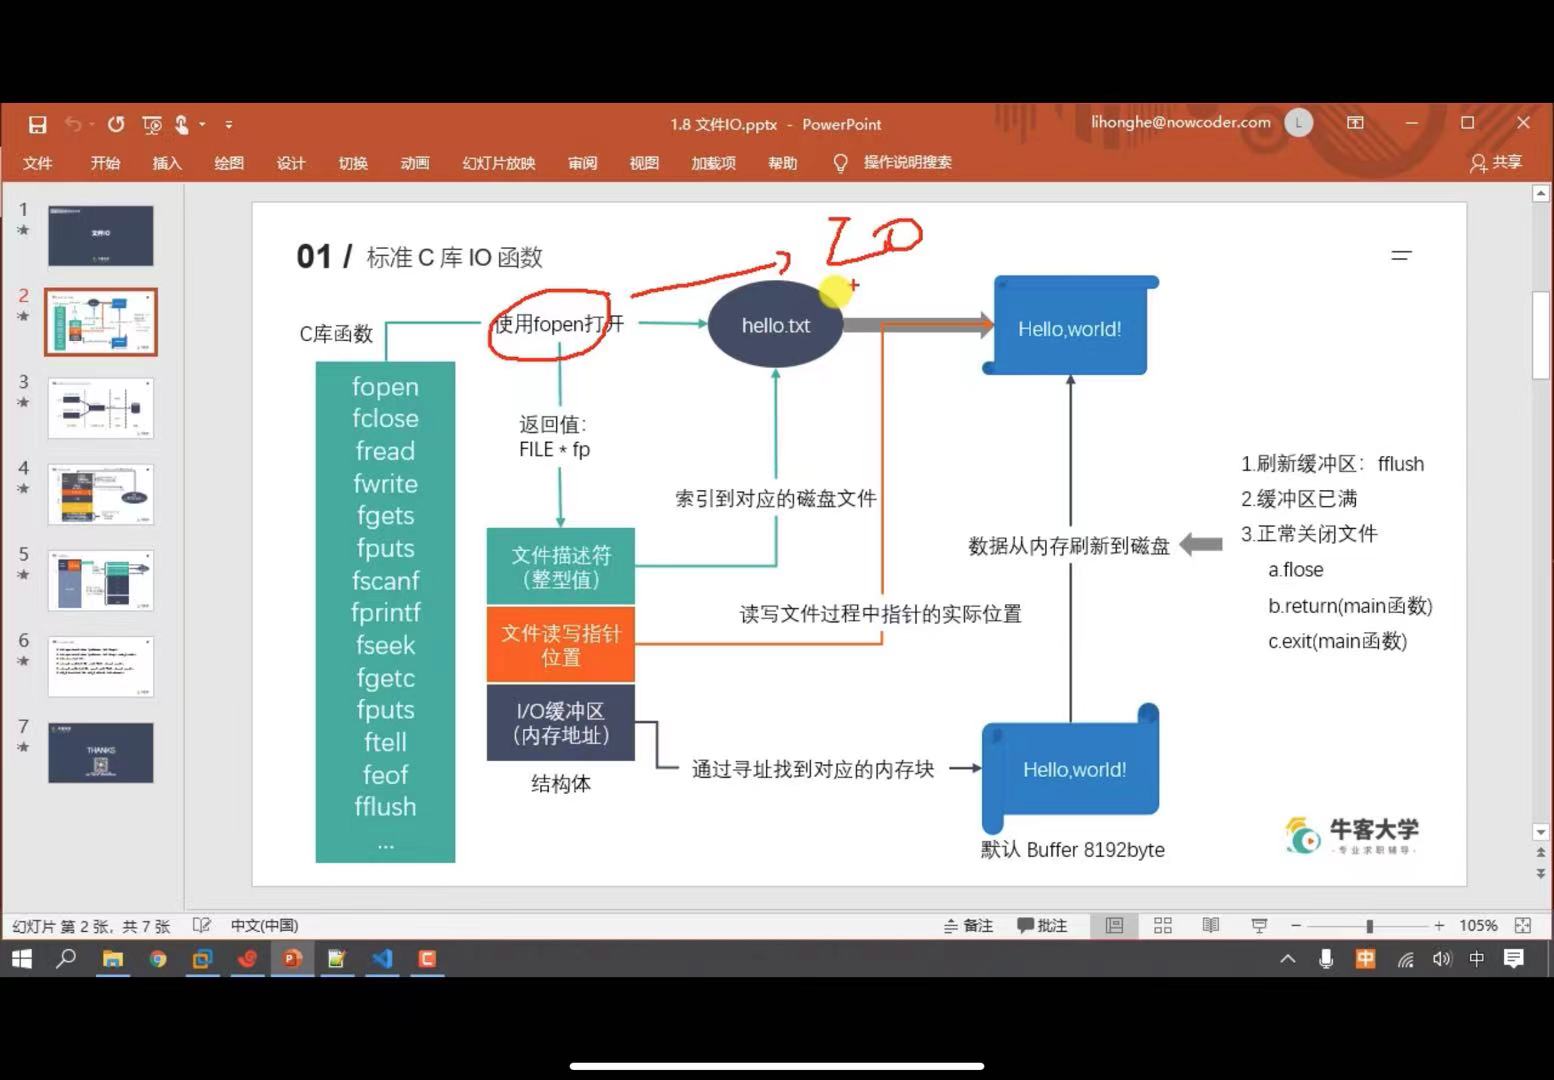 1.8 文件IO.pptx - PowerPoint
lihonghe@nowcoder.com
L
文件 开始 插入 绘图 设计 切换 动画 幻灯片放映 审阅 视图 加载项 帮助 操作说明搜索 共享
1
文件IO
2
3
4
5
6
7
THANKS
01 / 标准 C 库 IO 函数
IO
C库函数
使用fopen打开
hello.txt
Hello,world!
fopen
fclose
fread
fwrite
fgets
fputs
fscanf
fprintf
fseek
fgetc
fputs
ftell
feof
fflush
...
返回值：
FILE * fp
索引到对应的磁盘文件
文件描述符
（整型值）
文件读写指针
位置
I/O缓冲区
（内存地址）
结构体
读写文件过程中指针的实际位置
通过寻址找到对应的内存块
数据从内存刷新到磁盘
1.刷新缓冲区：fflush
2.缓冲区已满
3.正常关闭文件
a.flose
b.return(main函数)
c.exit(main函数)
Hello,world!
默认 Buffer 8192byte
牛客大学
·专业求职辅导·
幻灯片 第 2 张，共 7 张 中文(中国) 备注 批注 105%
中 中